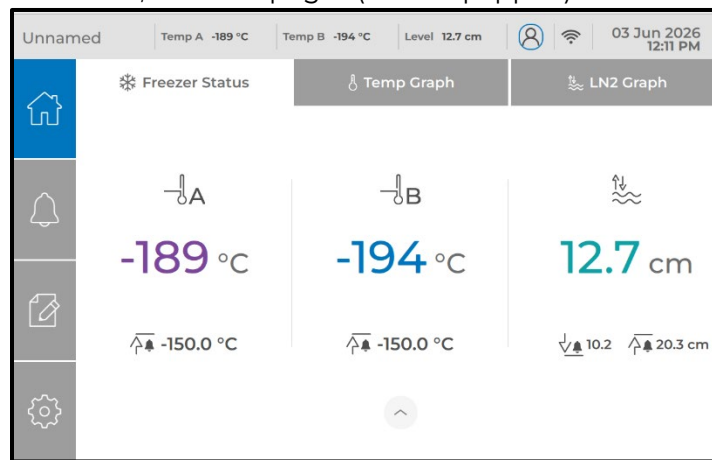 Unnamed Temp A -189 °C Temp B -194 °C Level 12.7 cm 03 Jun 2026
12:11 PM
Freezer Status Temp Graph LN2 Graph
A B
-189 °C -194 °C 12.7 cm
-150.0 °C -150.0 °C 10.2 20.3 cm